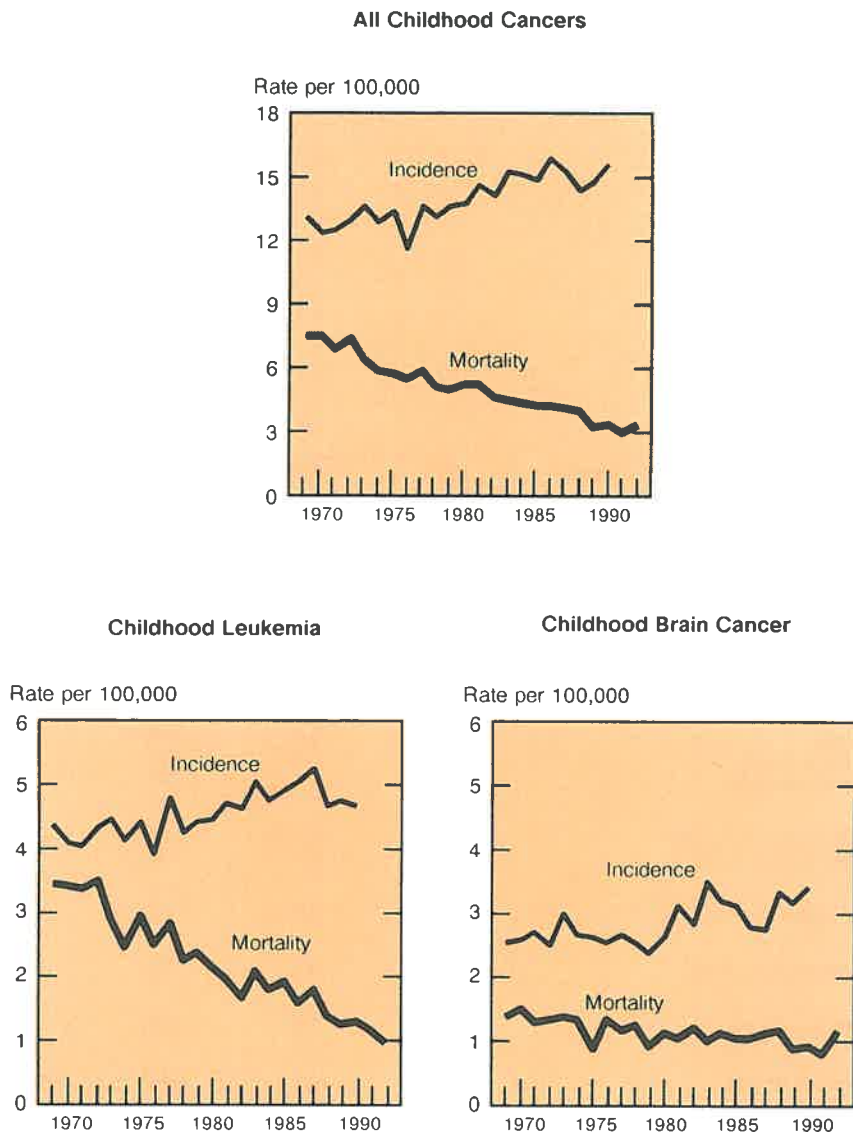 All Childhood Cancers
Rate per 100,000
18
Incidence
15
12
9
Mortality
6
3
0
1970 1975 1980 1985 1990
Childhood Leukemia
Rate per 100,000
6
Incidence
5
4
3
Mortality
2
1
0
1970 1975 1980 1985 1990
Childhood Brain Cancer
Rate per 100,000
6
5
4
Incidence
3
2
Mortality
1
0
1970 1975 1980 1985 1990